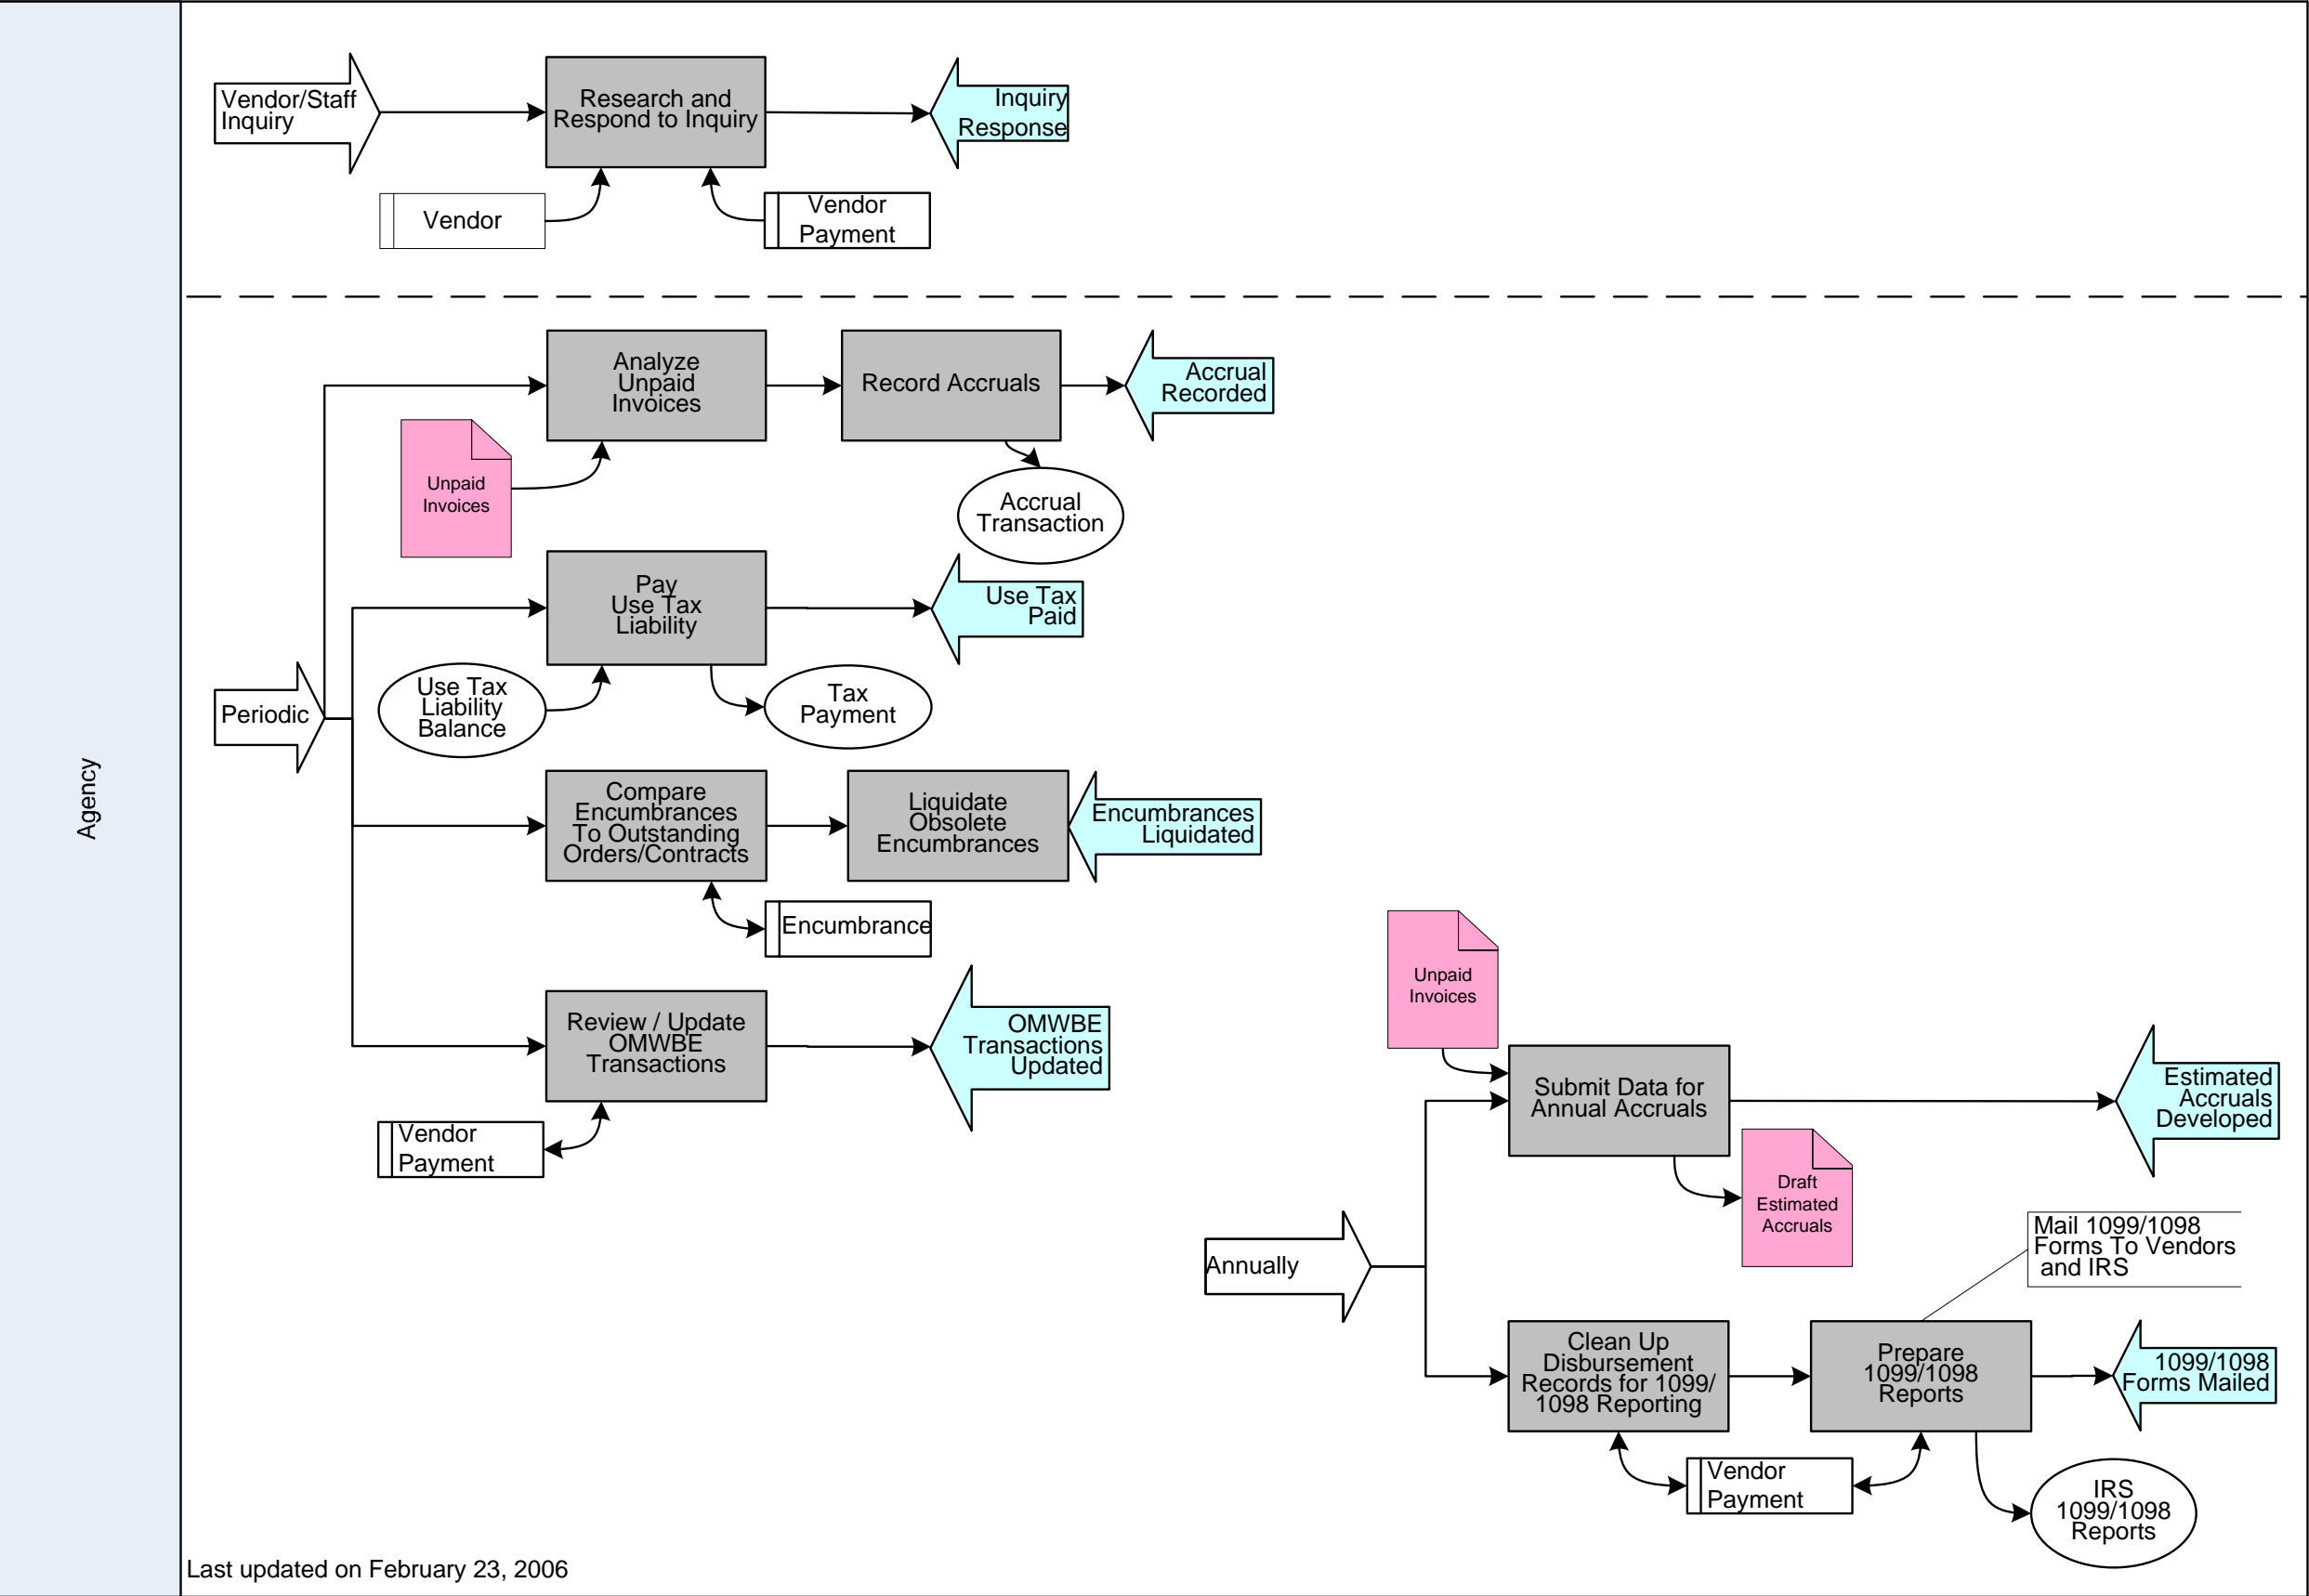 Agency
Vendor/Staff
Inquiry
Research and
Respond to Inquiry
Inquiry
Response
Vendor
Vendor
Payment
Analyze
Unpaid
Invoices
Record Accruals
Accrual
Recorded
Unpaid
Invoices
Accrual
Transaction
Pay
Use Tax
Liability
Use Tax
Paid
Periodic
Use Tax
Liability
Balance
Tax
Payment
Compare
Encumbrances
To Outstanding
Orders/Contracts
Liquidate
Obsolete
Encumbrances
Encumbrances
Liquidated
Encumbrance
Review / Update
OMWBE
Transactions
OMWBE
Transactions
Updated
Vendor
Payment
Unpaid
Invoices
Submit Data for
Annual Accruals
Estimated
Accruals
Developed
Draft
Estimated
Accruals
Annually
Mail 1099/1098
Forms To Vendors
and IRS
Clean Up
Disbursement
Records for 1099/
1098 Reporting
Prepare
1099/1098
Reports
1099/1098
Forms Mailed
Vendor
Payment
IRS
1099/1098
Reports
Last updated on February 23, 2006